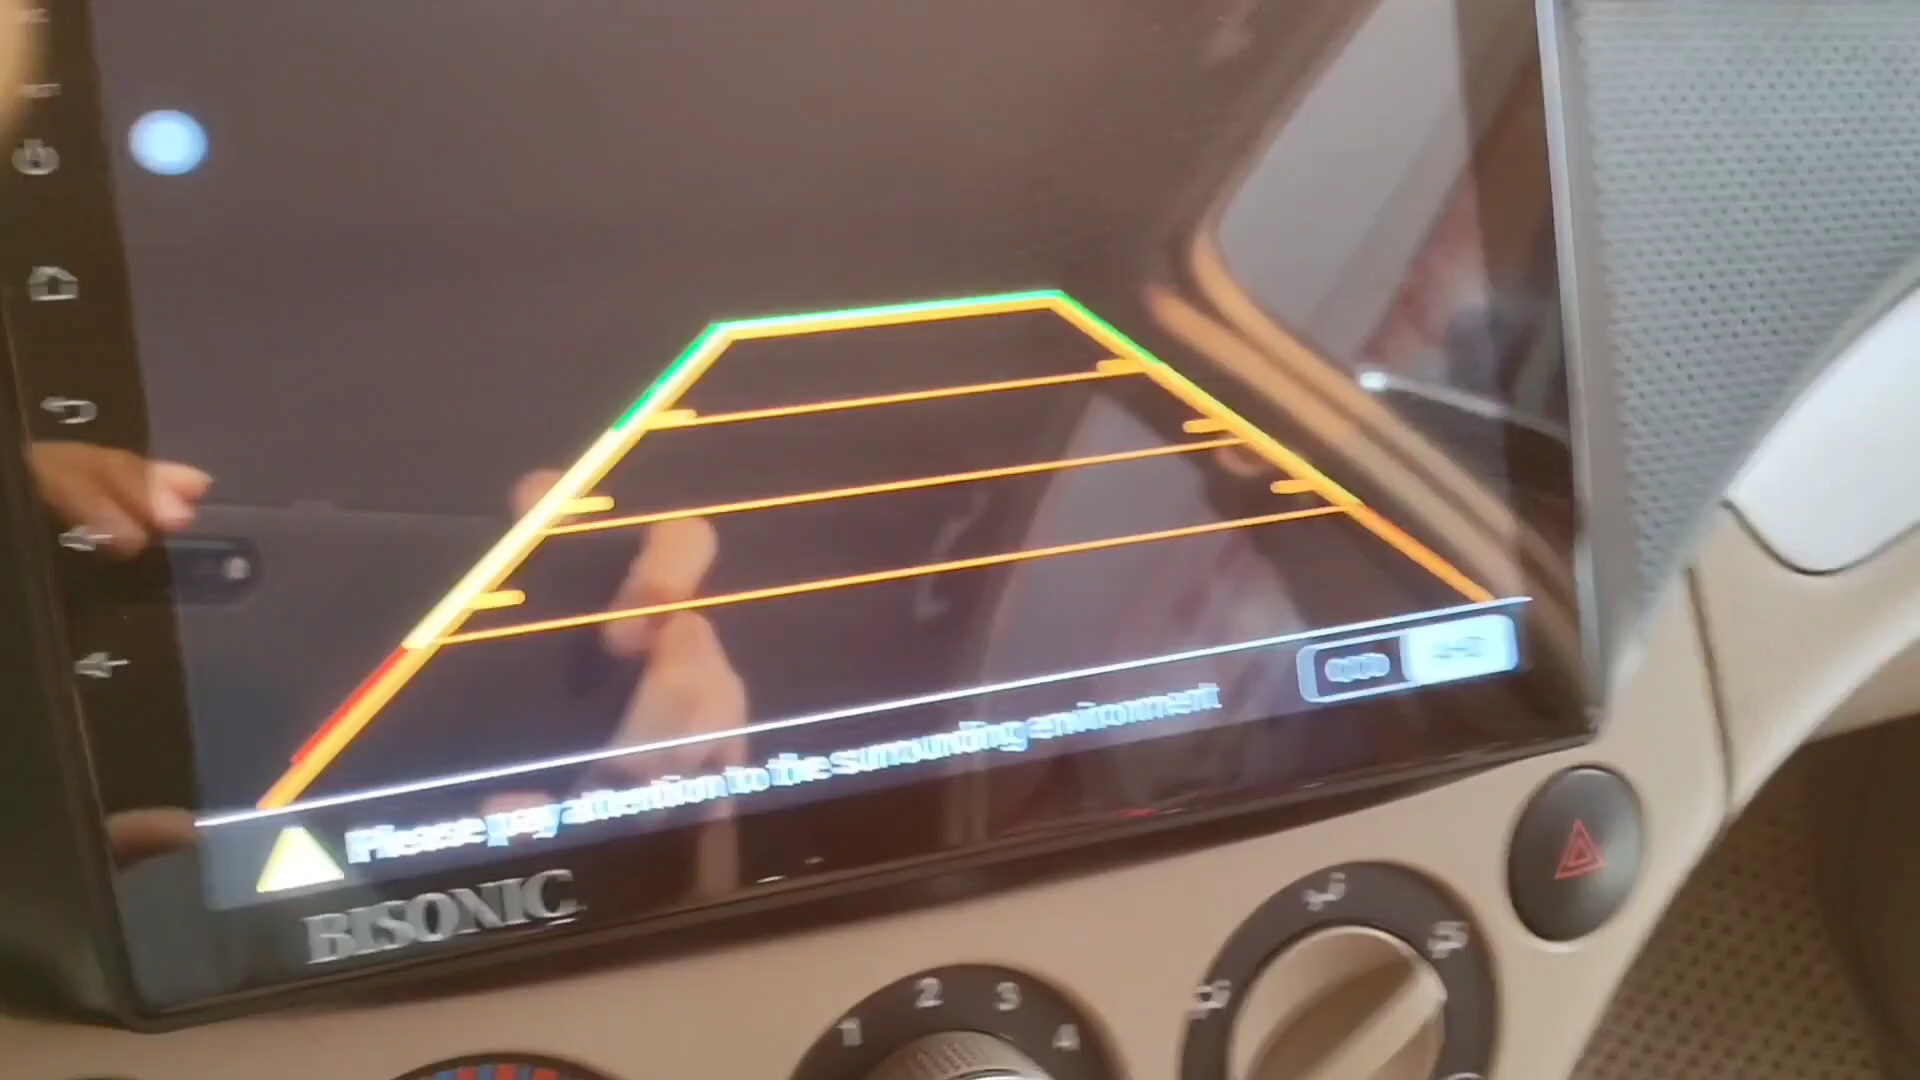 Please pay attention to the surrounding environment
BISONIC
1 2 3 4